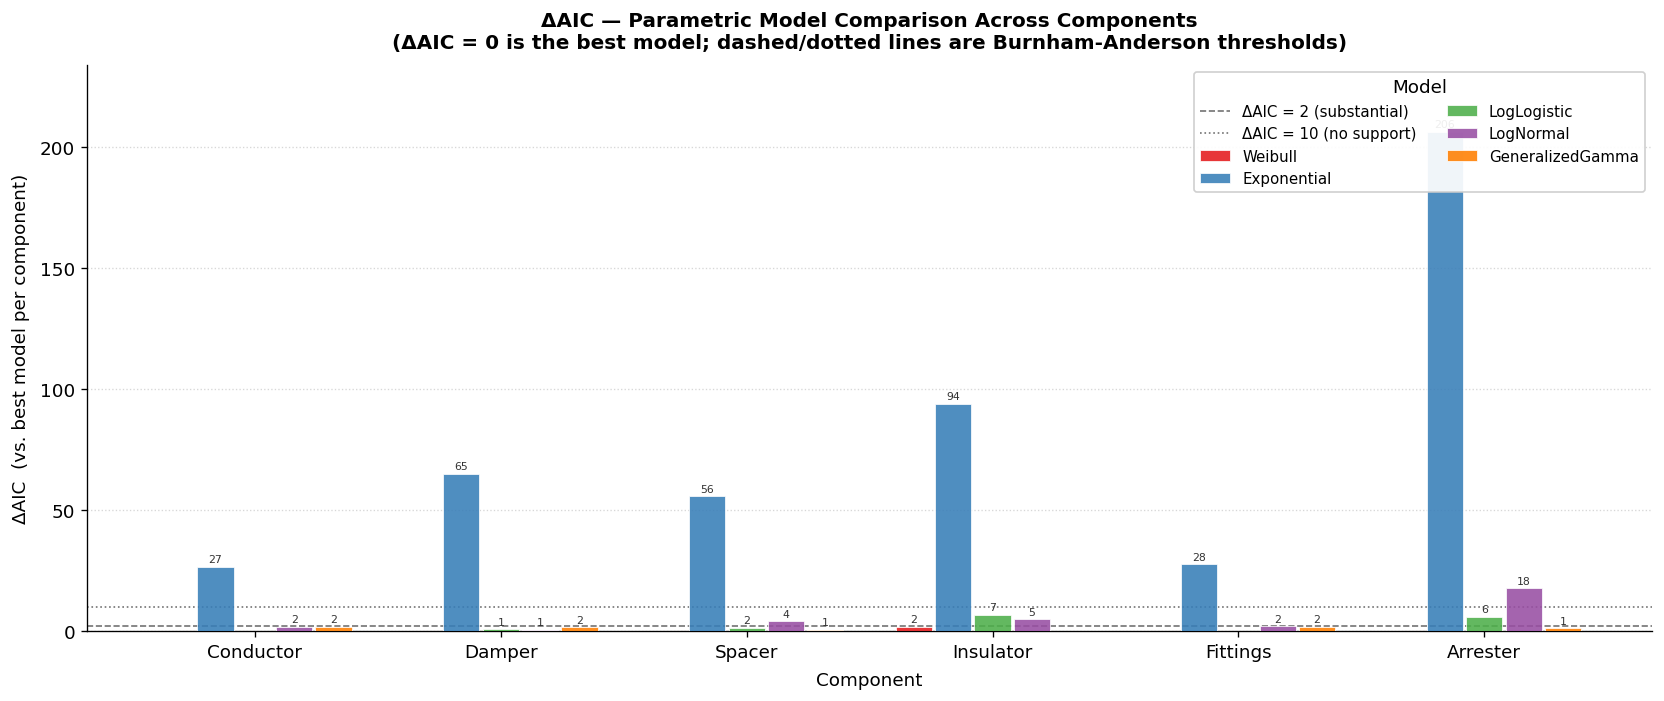 ΔAIC — Parametric Model Comparison Across Components
(ΔAIC = 0 is the best model; dashed/dotted lines are Burnham-Anderson thresholds)
Model
ΔAIC = 2 (substantial)
ΔAIC = 10 (no support)
Weibull
Exponential
LogLogistic
LogNormal
GeneralizedGamma
ΔAIC (vs. best model per component)
200
150
100
50
0
27
2
2
65
1
1
2
56
2
4
1
2
94
7
5
28
2
2
206
6
18
1
Conductor
Damper
Spacer
Insulator
Fittings
Arrester
Component